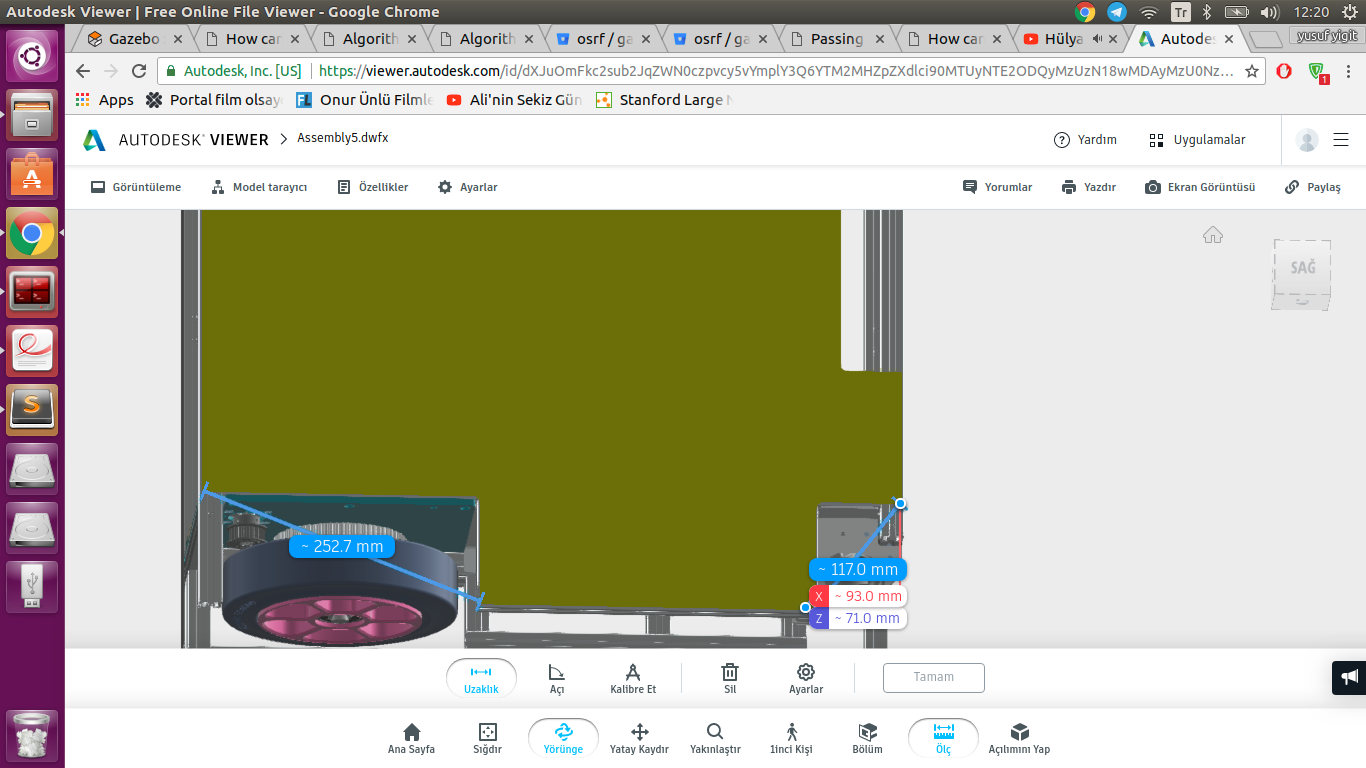 Autodesk Viewer | Free Online File Viewer - Google Chrome
Tr
12:20
yusuf yigit
Gazebo
How car
Algorith
Algorith
osrf / ga
osrf / ga
Passing
How car
Hülya
Autodes
Autodesk, Inc. [US]
https://viewer.autodesk.com/id/dXJuOmFkc2sub2JqZWN0czpvcy5vYmplY3Q6YTM2MHZpZXdlci90MTUyNTE2ODQyMzUzN18wMDAyMzU0Nz...
1
Apps
Portal film olsay
Onur Ünlü Filmle
Ali'nin Sekiz Gün
Stanford Large
AUTODESK® VIEWER
Assembly5.dwfx
Yardım
Uygulamalar
Görüntüleme
Model tarayıcı
Özellikler
Ayarlar
Yorumlar
Yazdır
Ekran Görüntüsü
Paylaş
SAĞ
~ 252.7 mm
~ 117.0 mm
X ~ 93.0 mm
Z ~ 71.0 mm
Uzaklık
Açı
Kalibre Et
Sil
Ayarlar
Tamam
Ana Sayfa
Sığdır
Yörünge
Yatay Kaydır
Yakınlaştır
1inci Kişi
Bölüm
Ölç
Açılımını Yap